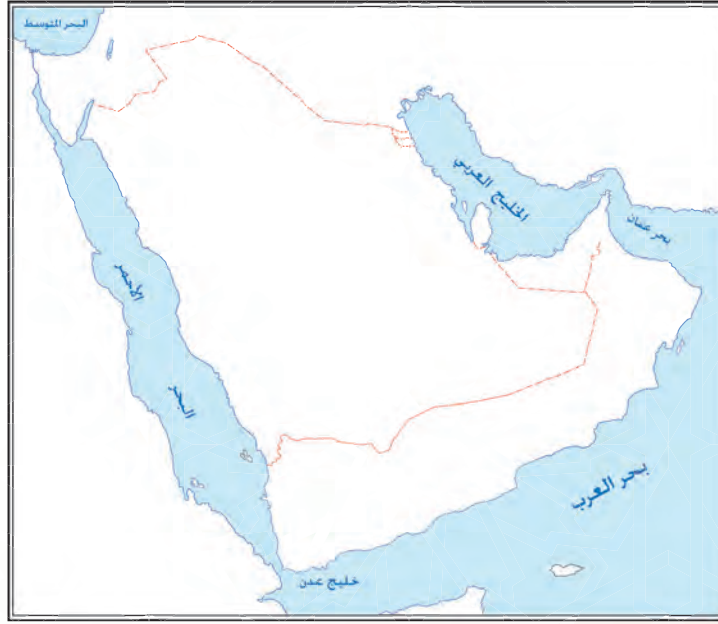 البحر المتوسط
الخليج العربي
بحر عمان
الأحمر
البحر
بحر العرب
خليج عدن